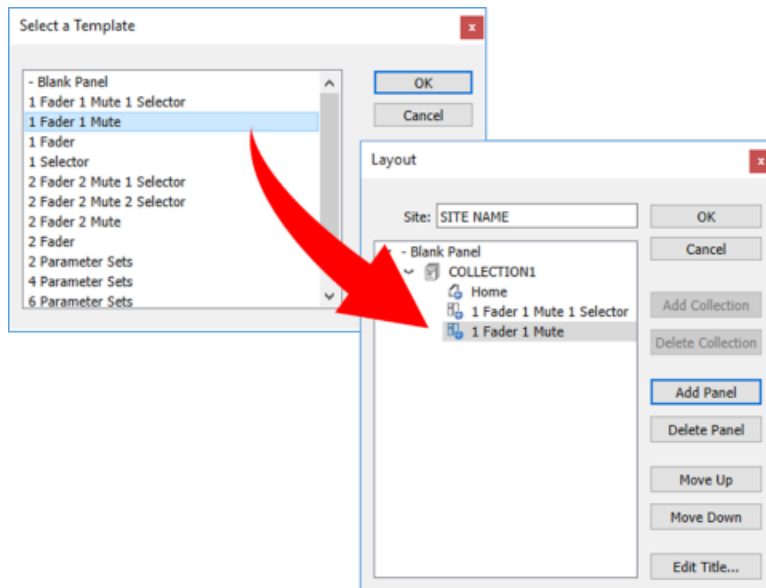 Select a Template
x
- Blank Panel
1 Fader 1 Mute 1 Selector
1 Fader 1 Mute
1 Fader
1 Selector
2 Fader 2 Mute 1 Selector
2 Fader 2 Mute 2 Selector
2 Fader 2 Mute
2 Fader
2 Parameter Sets
4 Parameter Sets
6 Parameter Sets
OK
Cancel
Layout
x
Site: SITE NAME
- Blank Panel
COLLECTION1
Home
1 Fader 1 Mute 1 Selector
1 Fader 1 Mute
OK
Cancel
Add Collection
Delete Collection
Add Panel
Delete Panel
Move Up
Move Down
Edit Title...